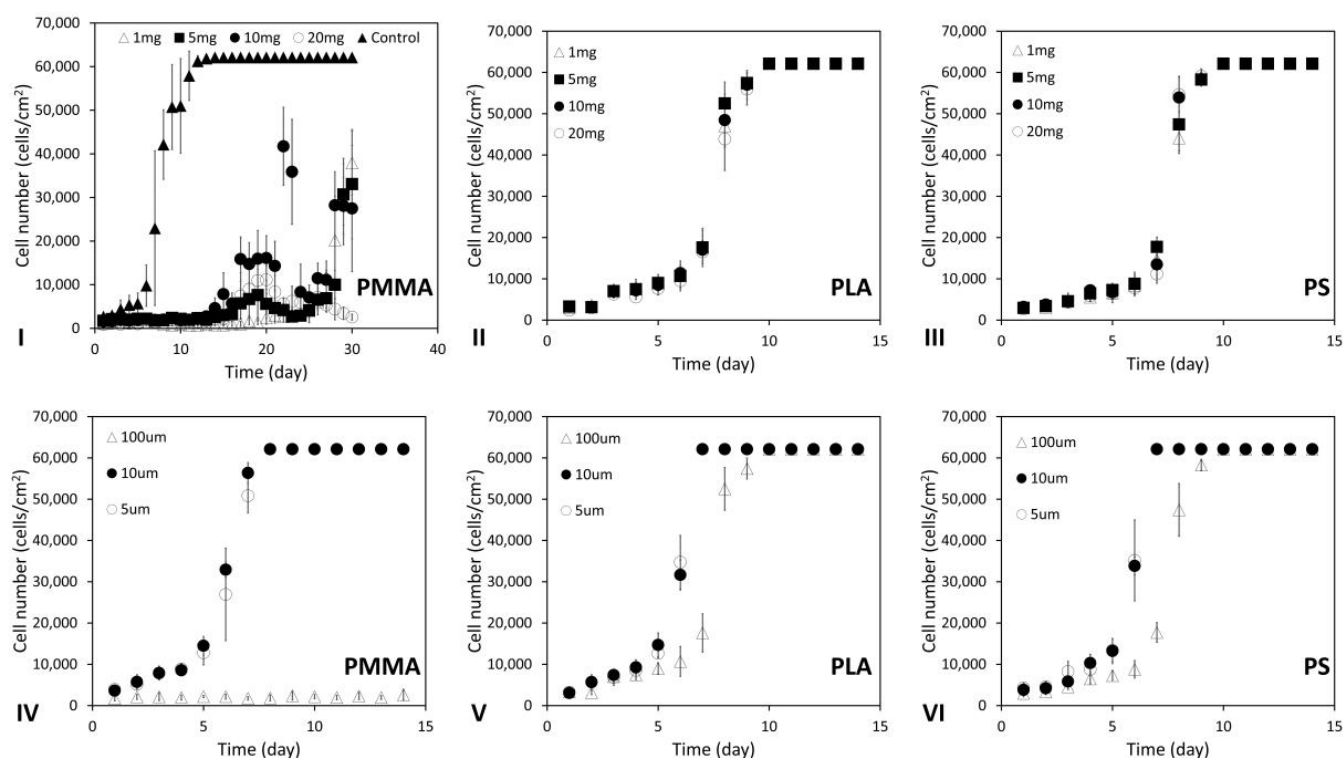 70,000
60,000
50,000
40,000
30,000
20,000
10,000
0
Cell number (cells/cm²)
1mg 5mg 10mg 20mg Control
PMMA
0 10 20 30 40
Time (day)
I
70,000
60,000
50,000
40,000
30,000
20,000
10,000
0
Cell number (cells/cm²)
1mg
5mg
10mg
20mg
PLA
0 5 10 15
Time (day)
II
70,000
60,000
50,000
40,000
30,000
20,000
10,000
0
Cell number (cells/cm²)
1mg
5mg
10mg
20mg
PS
0 5 10 15
Time (day)
III
70,000
60,000
50,000
40,000
30,000
20,000
10,000
0
Cell number (cells/cm²)
100um
10um
5um
PMMA
0 5 10 15
Time (day)
IV
70,000
60,000
50,000
40,000
30,000
20,000
10,000
0
Cell number (cells/cm²)
100um
10um
5um
PLA
0 5 10 15
Time (day)
V
70,000
60,000
50,000
40,000
30,000
20,000
10,000
0
Cell number (cells/cm²)
100um
10um
5um
PS
0 5 10 15
Time (day)
VI